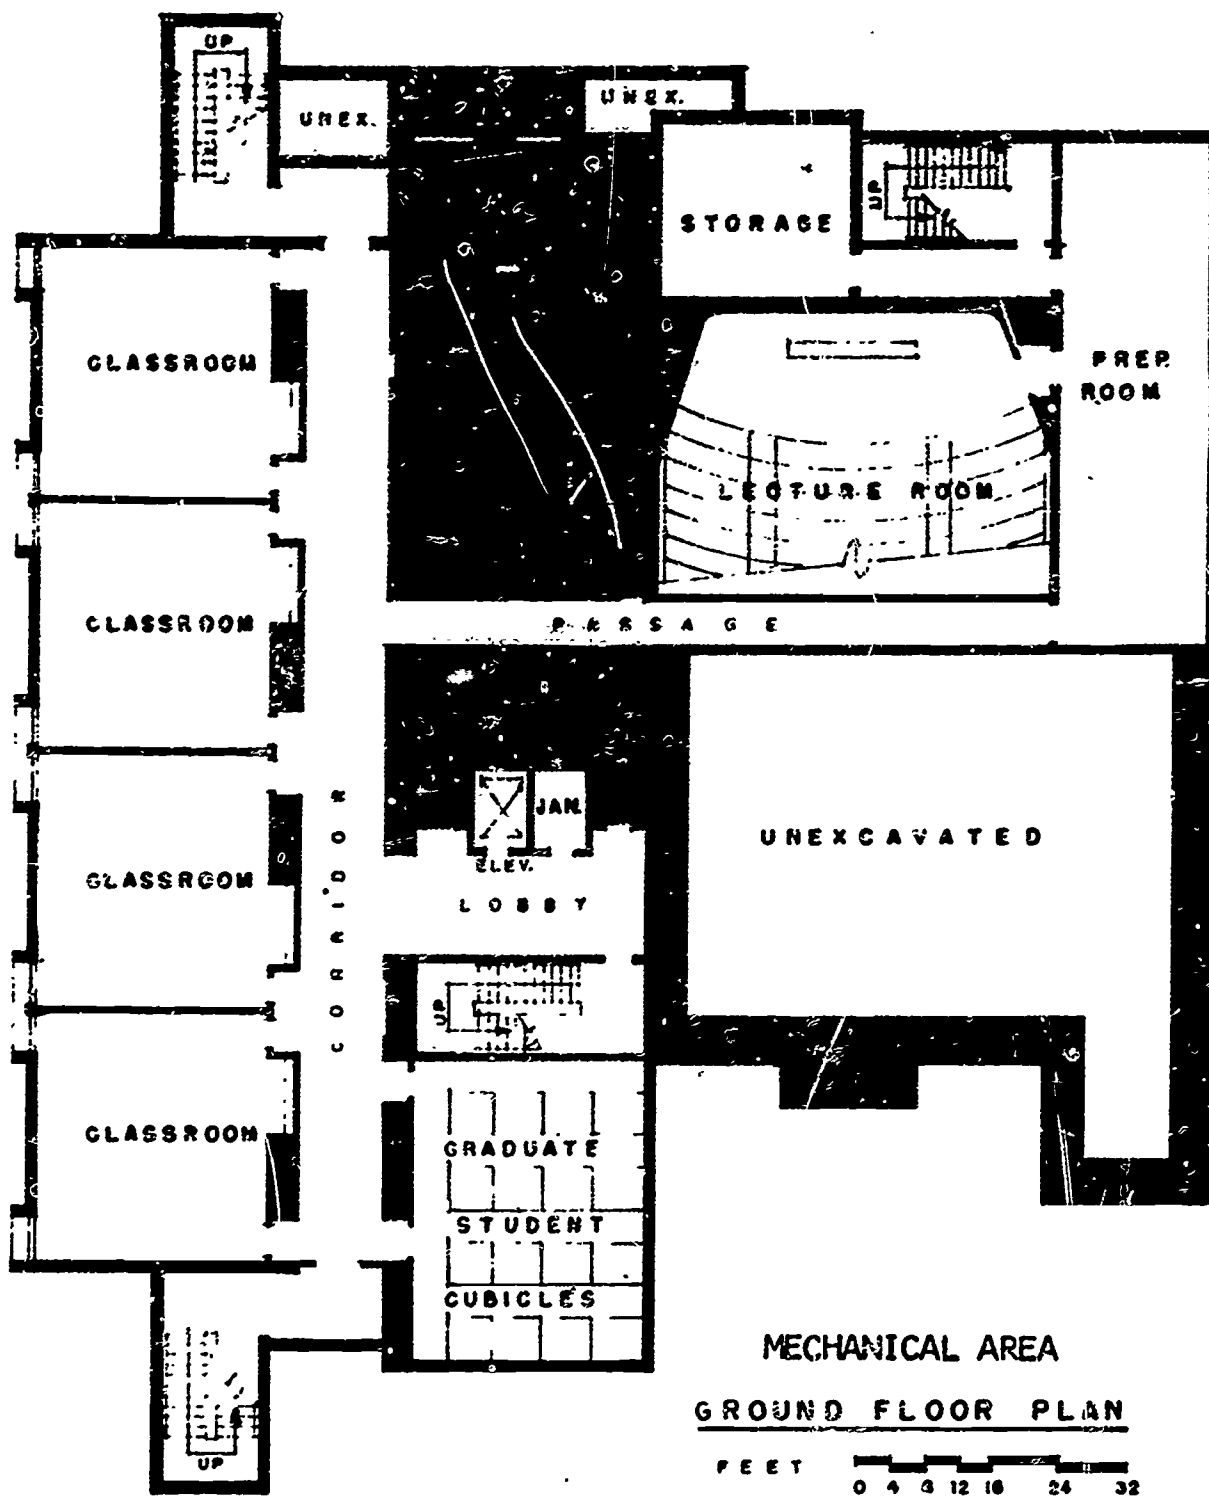 UP
UNEX.
UNEX.
UP
STORAGE
CLASSROOM
PREP.
ROOM
LECTURE ROOM
CLASSROOM
PASSAGE
JAN.
UNEXCAVATED
ELEV.
CLASSROOM
LOBBY
CORRIDOR
UP
CLASSROOM
GRADUATE
STUDENT
CUBICLES
MECHANICAL AREA
GROUND FLOOR PLAN
UP
FEET
0 4 8 12 16 24 32